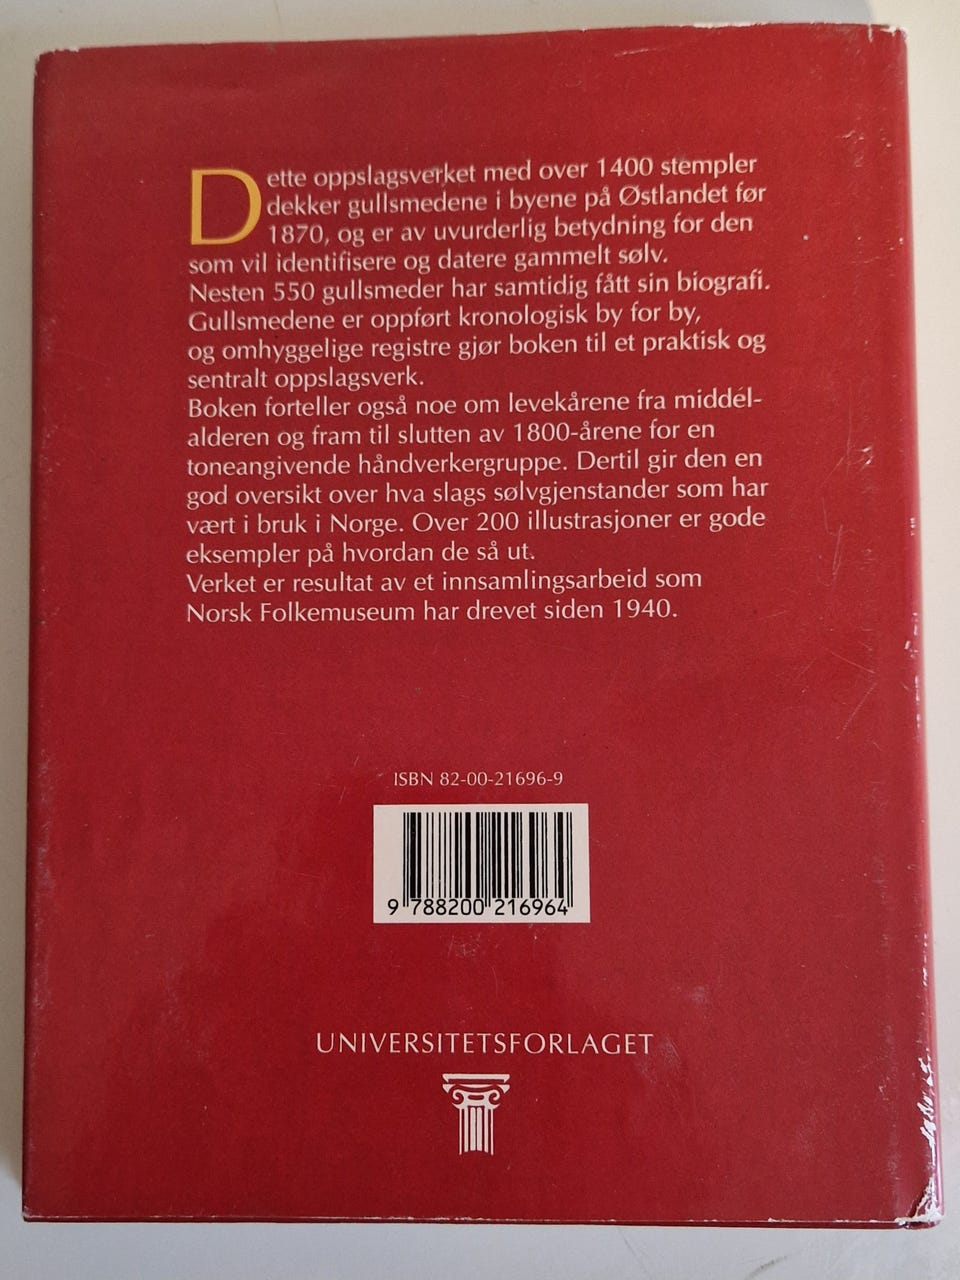 Dette oppslagsverket med over 1400 stempler
dekker gullsmedene i byene på Østlandet før
1870, og er av uvurderlig betydning for den
som vil identifisere og datere gammelt sølv.
Nesten 550 gullsmeder har samtidig fått sin biografi.
Gullsmedene er oppført kronologisk by for by,
og omhyggelige registre gjør boken til et praktisk og
sentralt oppslagsverk.
Boken forteller også noe om levekårene fra middel-
alderen og fram til slutten av 1800-årene for en
toneangivende håndverkergruppe. Dertil gir den en
god oversikt over hva slags sølvgjenstander som har
vært i bruk i Norge. Over 200 illustrasjoner er gode
eksempler på hvordan de så ut.
Verket er resultat av et innsamlingsarbeid som
Norsk Folkemuseum har drevet siden 1940.
ISBN 82-00-21696-9
9 788200 216964
UNIVERSITETSFORLAGET